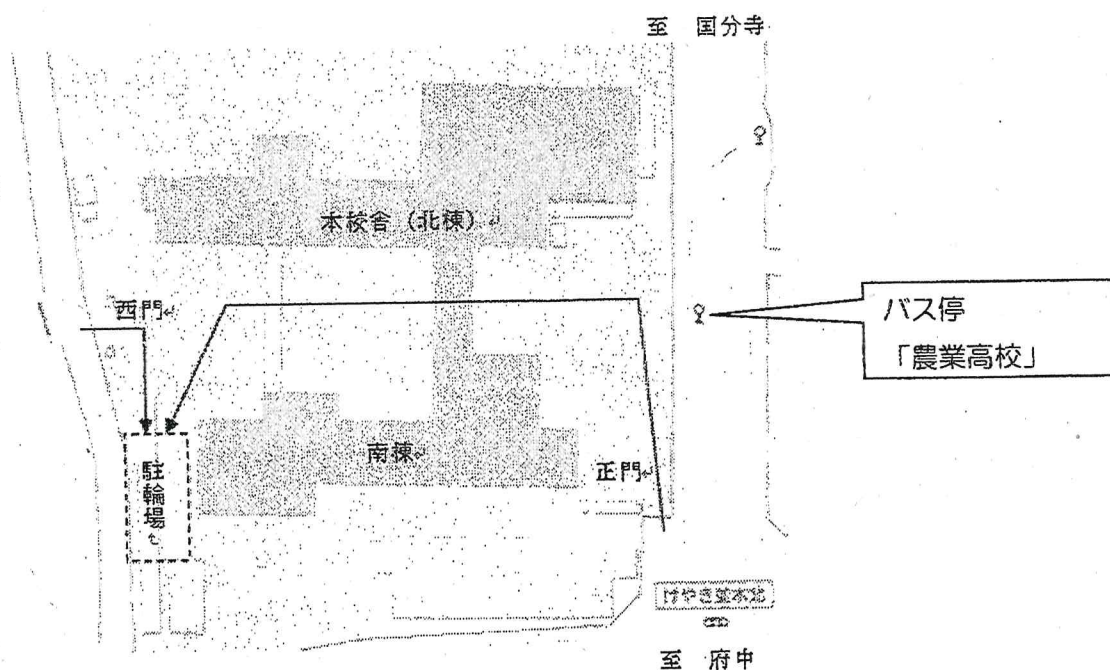 至 国分寺
本校舎（北棟）
西門
バス停
「農業高校」
南棟
正門
駐輪場
けやき並木北
至 府中